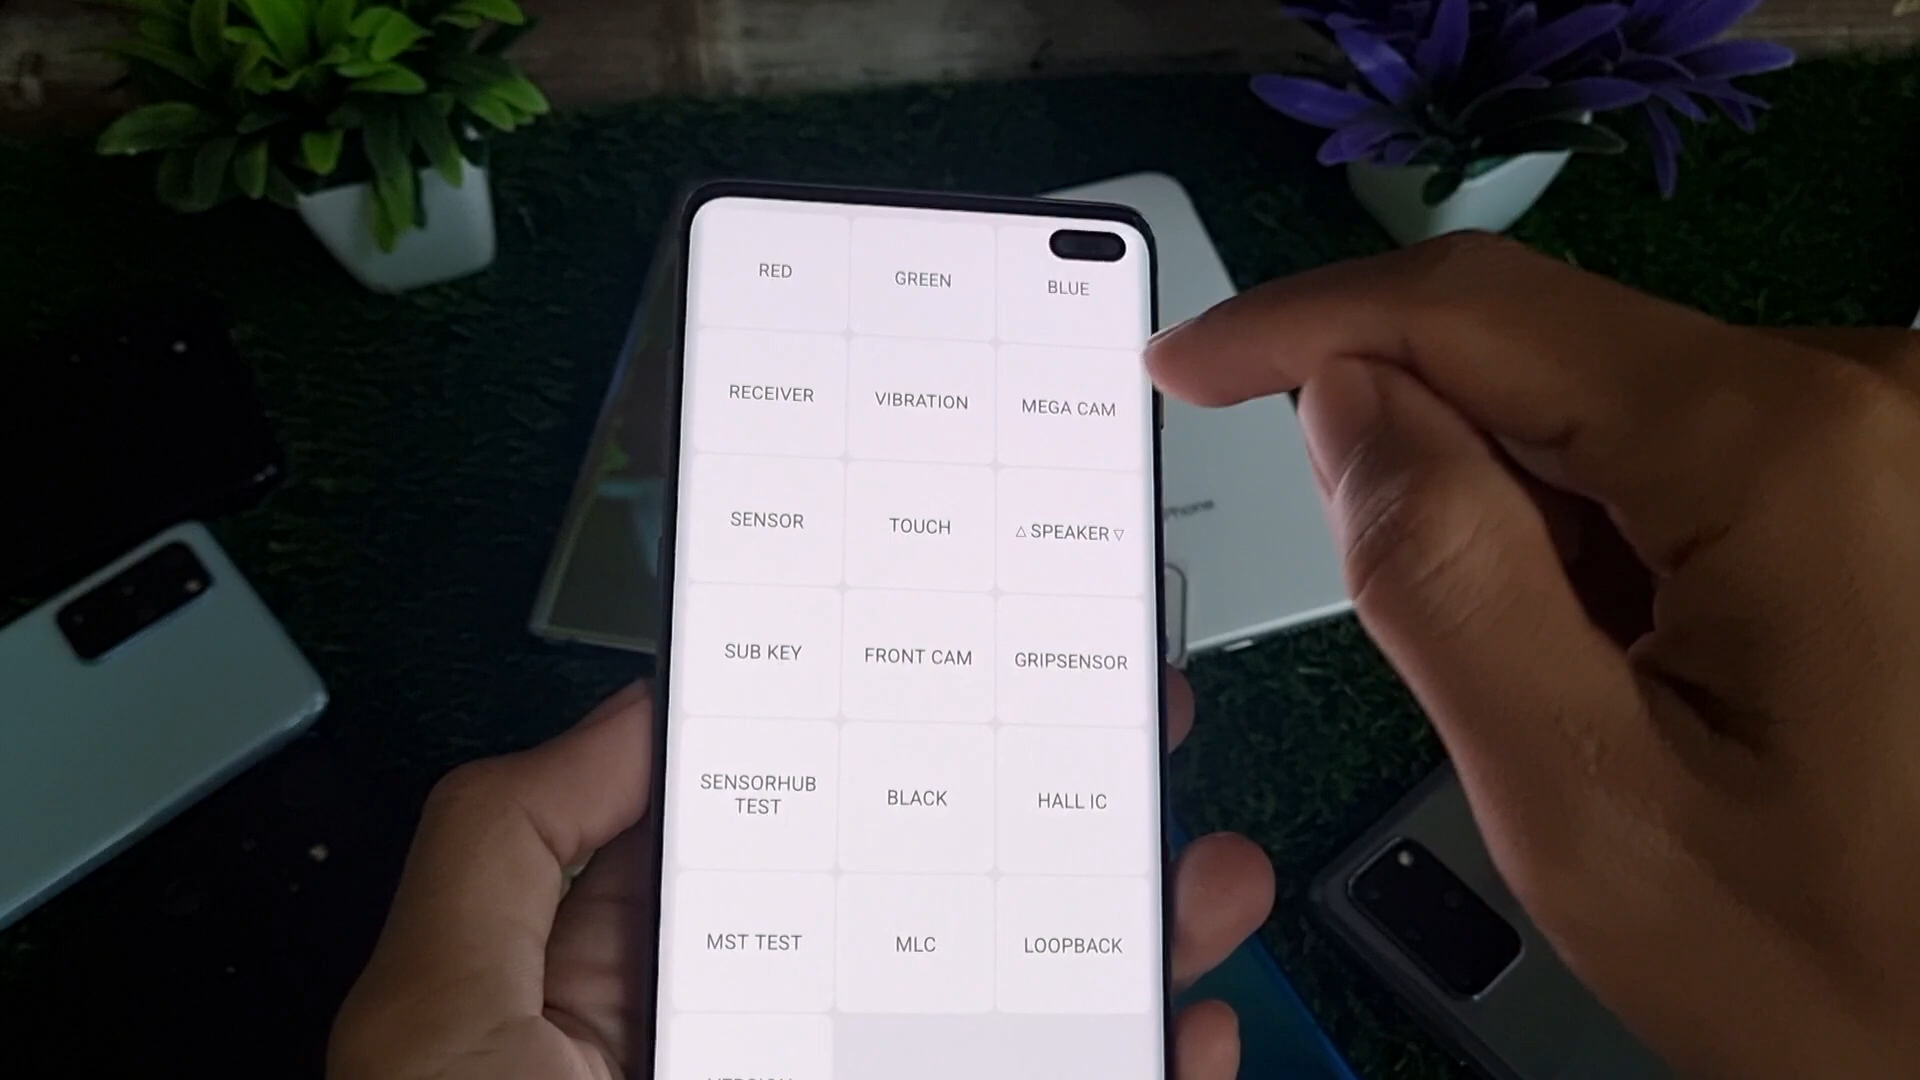 RED
GREEN
BLUE
RECEIVER
VIBRATION
MEGA CAM
SENSOR
TOUCH
△ SPEAKER ▽
SUB KEY
FRONT CAM
GRIPSENSOR
SENSORHUB
TEST
BLACK
HALL IC
MST TEST
MLC
LOOPBACK